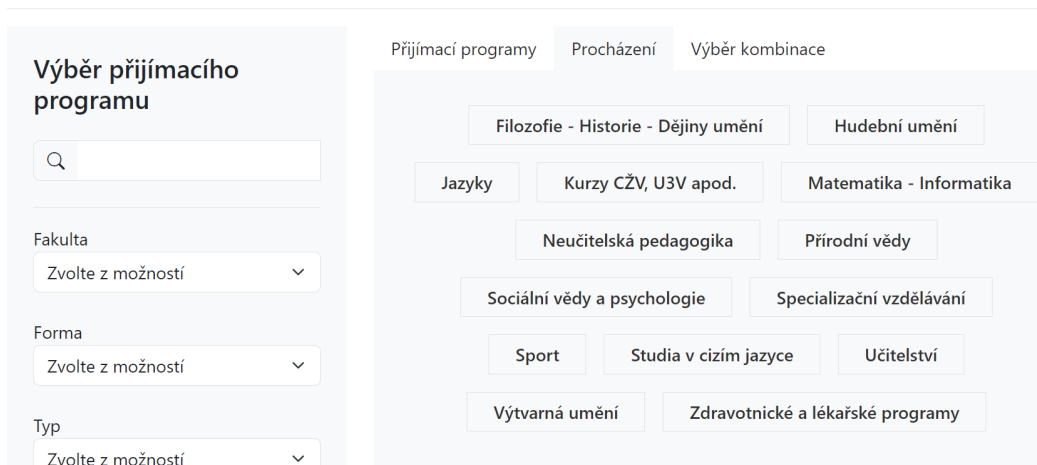 Výběr přijímacího
programu
Fakulta
Zvolte z možností
Forma
Zvolte z možností
Typ
Zvolte z možností
Přijímací programy Procházení Výběr kombinace
Filozofie - Historie - Dějiny umění Hudební umění
Jazyky Kurzy CŽV, U3V apod. Matematika - Informatika
Neučitelská pedagogika Přírodní vědy
Sociální vědy a psychologie Specializační vzdělávání
Sport Studia v cizím jazyce Učitelství
Výtvarná umění Zdravotnické a lékařské programy